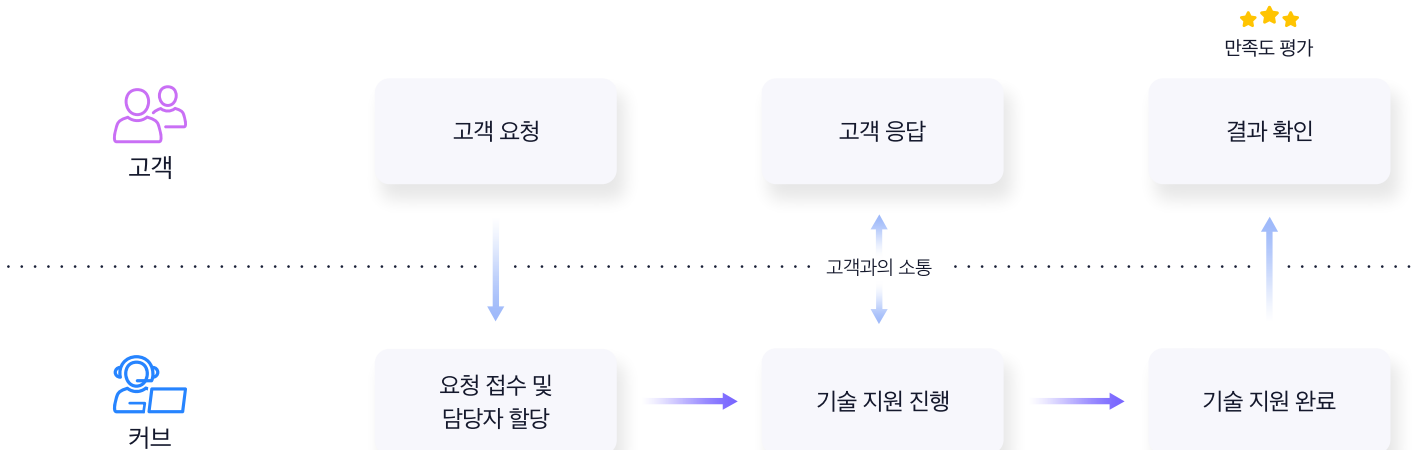 만족도 평가
고객
고객 요청
고객 응답
결과 확인
고객과의 소통
커브
요청 접수 및
담당자 할당
기술 지원 진행
기술 지원 완료